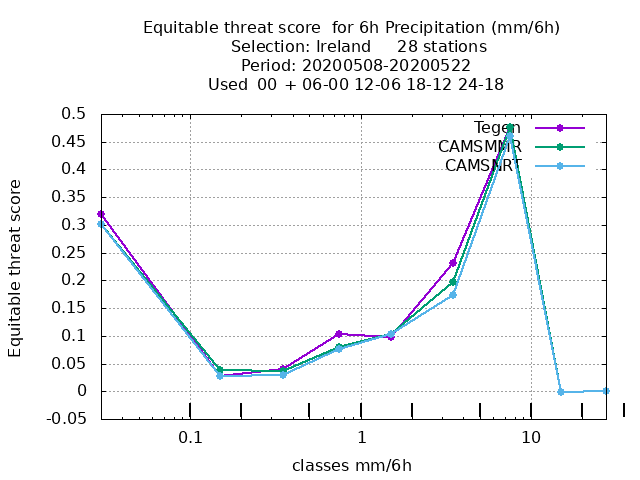 Equitable threat score  for 6h Precipitation (mm/6h)
Selection: Ireland     28 stations
Period: 20200508-20200522
Used  00  + 06-00 12-06 18-12 24-18
Tegen
CAMSMNR
CAMSNRT
0.5
0.45
0.4
0.35
0.3
0.25
0.2
0.15
0.1
0.05
0
-0.05
Equitable threat score
0.1
1
10
classes mm/6h